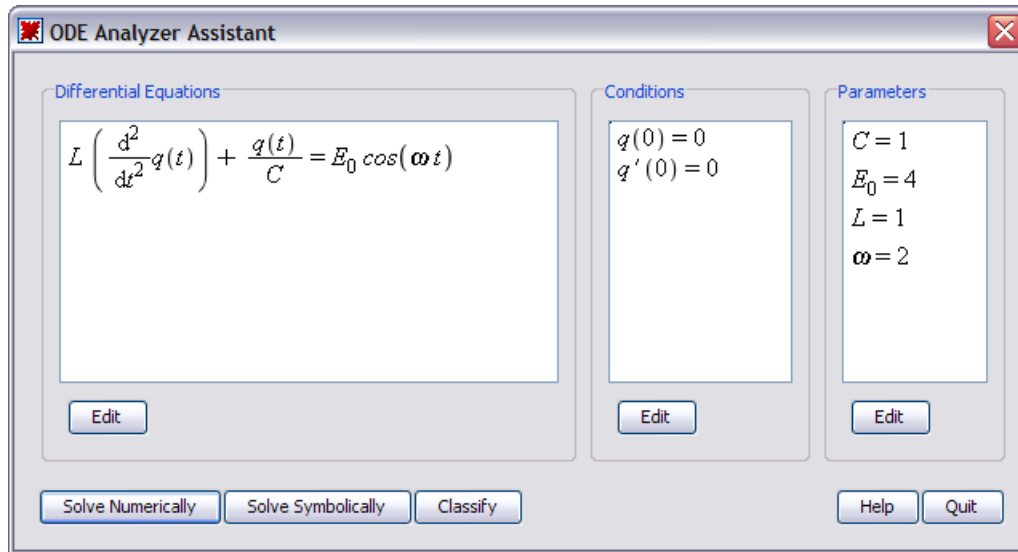 ODE Analyzer Assistant
Differential Equations
L ( d²/dt² q(t) ) + q(t)/C = E₀ cos(ω t)
Edit
Conditions
q(0) = 0
q′(0) = 0
Edit
Parameters
C = 1
E₀ = 4
L = 1
ω = 2
Edit
Solve Numerically Solve Symbolically Classify Help Quit